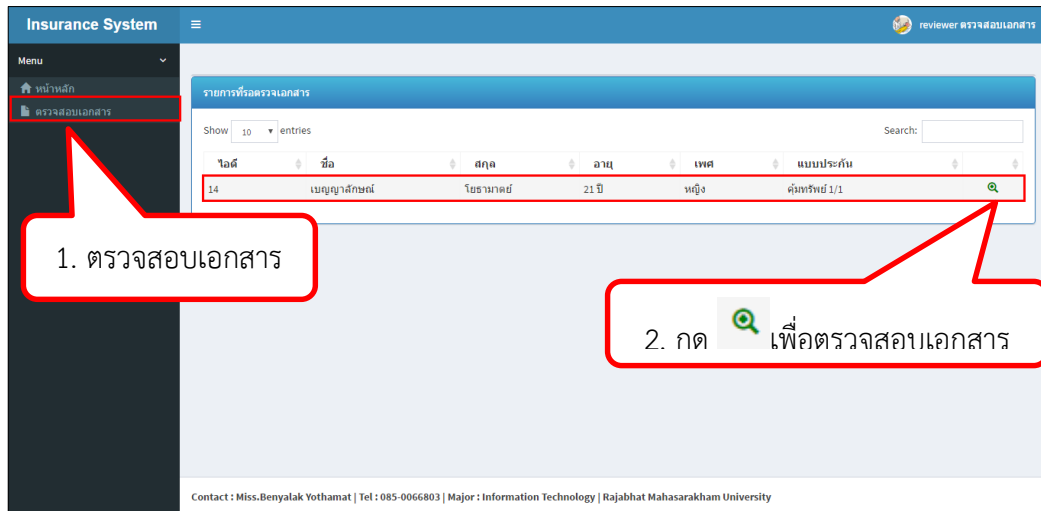 Insurance System
reviewer ตรวจสอบเอกสาร
Menu
หน้าหลัก
ตรวจสอบเอกสาร
รายการที่รอตรวจเอกสาร
Show 10 entries Search:
ไอดี ชื่อ สกุล อายุ เพศ แบบประกัน
14 เบญญาลักษณ์ โยธามาตย์ 21 ปี หญิง คุ้มทรัพย์ 1/1
1. ตรวจสอบเอกสาร
2. กด เพื่อตรวจสอบเอกสาร
Contact : Miss.Benyalak Yothamat | Tel : 085-0066803 | Major : Information Technology | Rajabhat Mahasarakham University